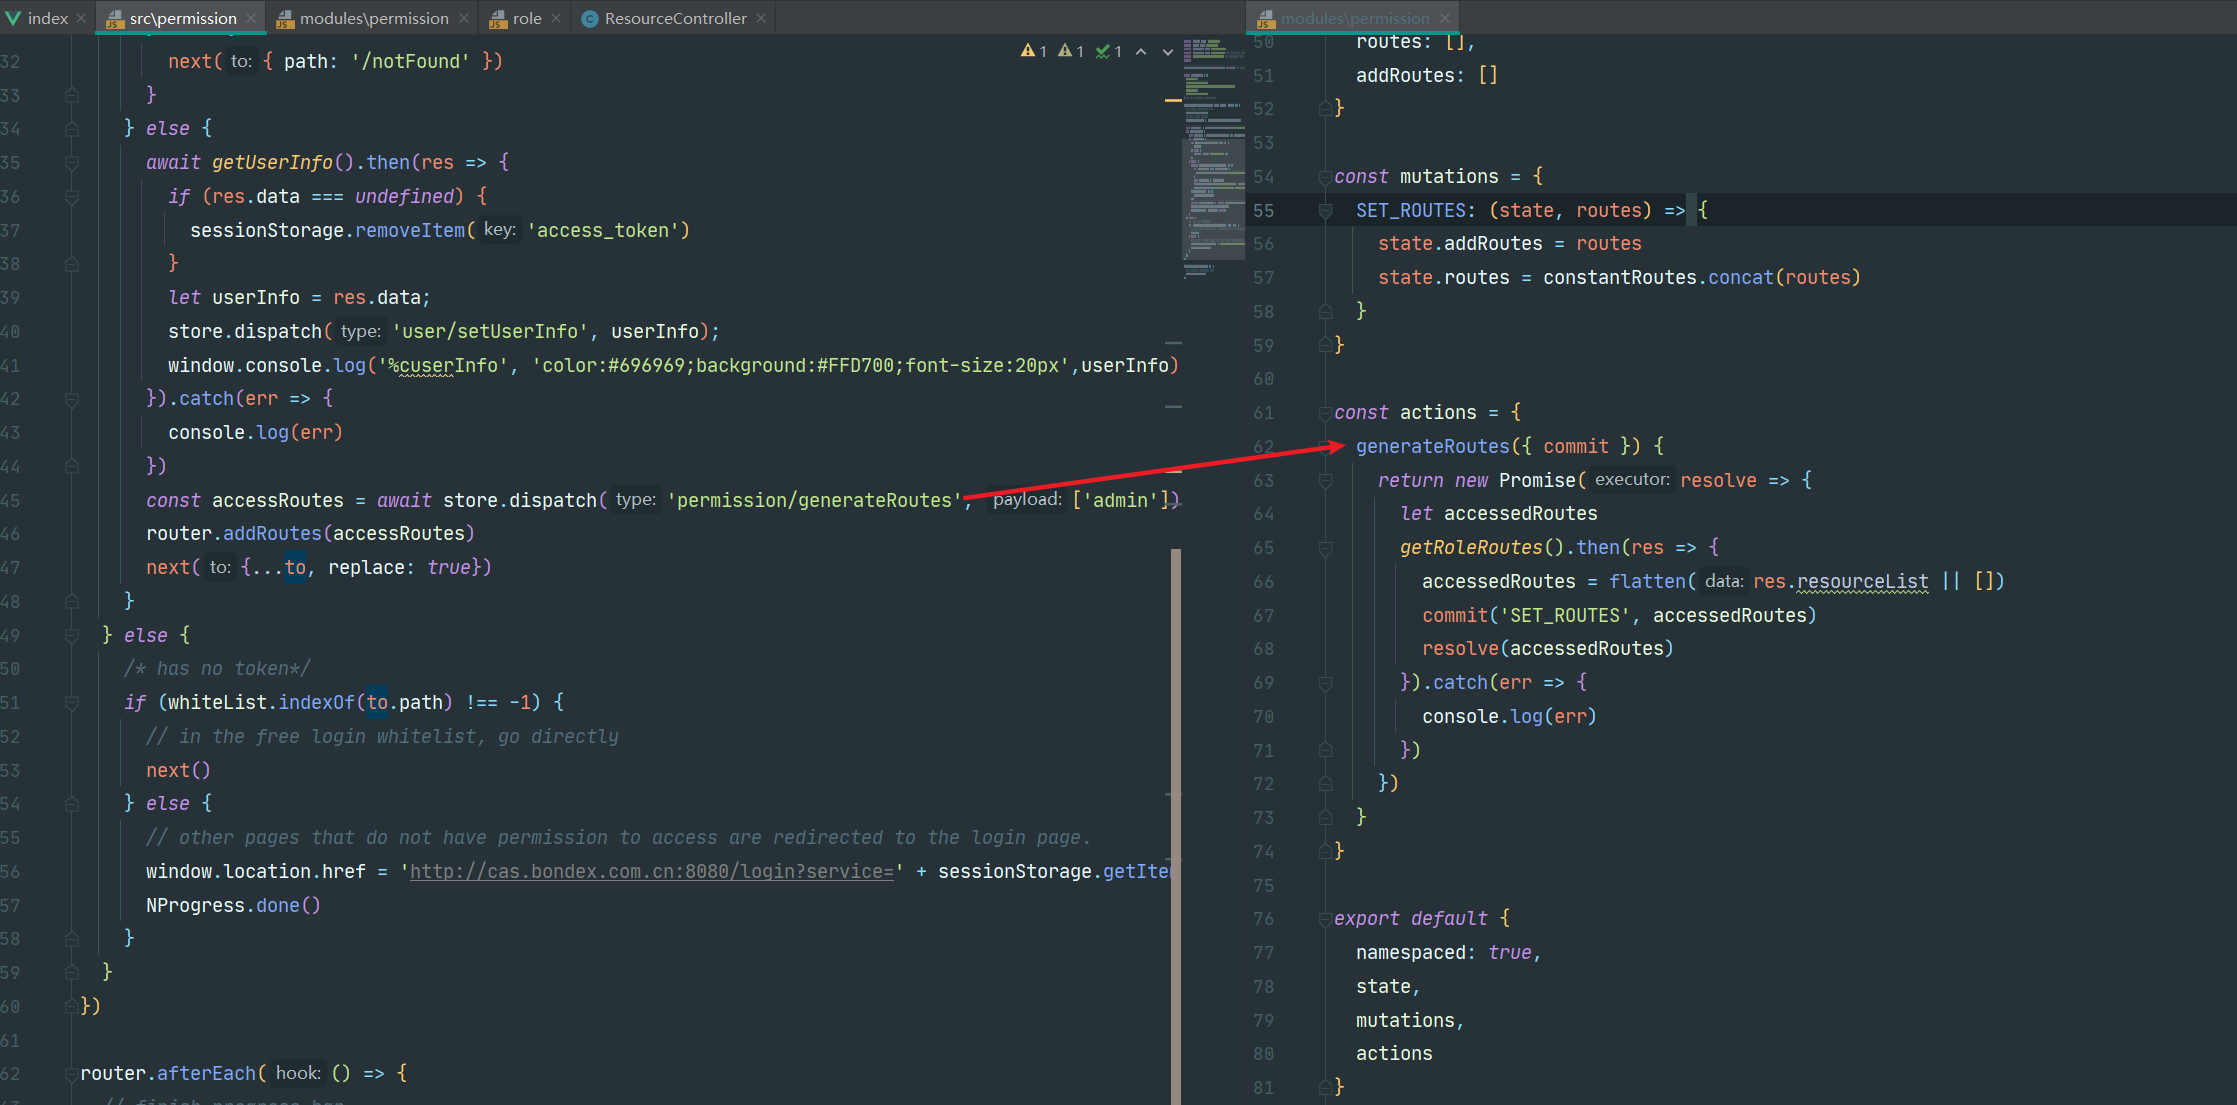 index
src\permission
modules\permission
role
ResourceController
modules\permission
1 1 1
32 next( to: { path: '/notFound' })
33 }
34 } else {
35 await getUserInfo().then(res => {
36 if (res.data === undefined) {
37 sessionStorage.removeItem( key: 'access_token')
38 }
39 let userInfo = res.data;
40 store.dispatch( type: 'user/setUserInfo', userInfo);
41 window.console.log('%cuserInfo', 'color:#696969;background:#FFD700;font-size:20px',userInfo)
42 }).catch(err => {
43 console.log(err)
44 })
45 const accessRoutes = await store.dispatch( type: 'permission/generateRoutes', payload: ['admin'])
46 router.addRoutes(accessRoutes)
47 next( to: {...to, replace: true})
48 }
49 } else {
50 /* has no token*/
51 if (whiteList.indexOf(to.path) !== -1) {
52 // in the free login whitelist, go directly
53 next()
54 } else {
55 // other pages that do not have permission to access are redirected to the login page.
56 window.location.href = 'http://cas.bondex.com.cn:8080/login?service=' + sessionStorage.getIte
57 NProgress.done()
58 }
59 }
60 })
61
62 router.afterEach( hook: () => {
// finish progress bar
50 routes: [],
51 addRoutes: []
52 }
53
54 const mutations = {
55 SET_ROUTES: (state, routes) => {
56 state.addRoutes = routes
57 state.routes = constantRoutes.concat(routes)
58 }
59 }
60
61 const actions = {
62 generateRoutes({ commit }) {
63 return new Promise( executor: resolve => {
64 let accessedRoutes
65 getRoleRoutes().then(res => {
66 accessedRoutes = flatten( data: res.resourceList || [])
67 commit('SET_ROUTES', accessedRoutes)
68 resolve(accessedRoutes)
69 }).catch(err => {
70 console.log(err)
71 })
72 })
73 }
74 }
75
76 export default {
77 namespaced: true,
78 state,
79 mutations,
80 actions
81 }